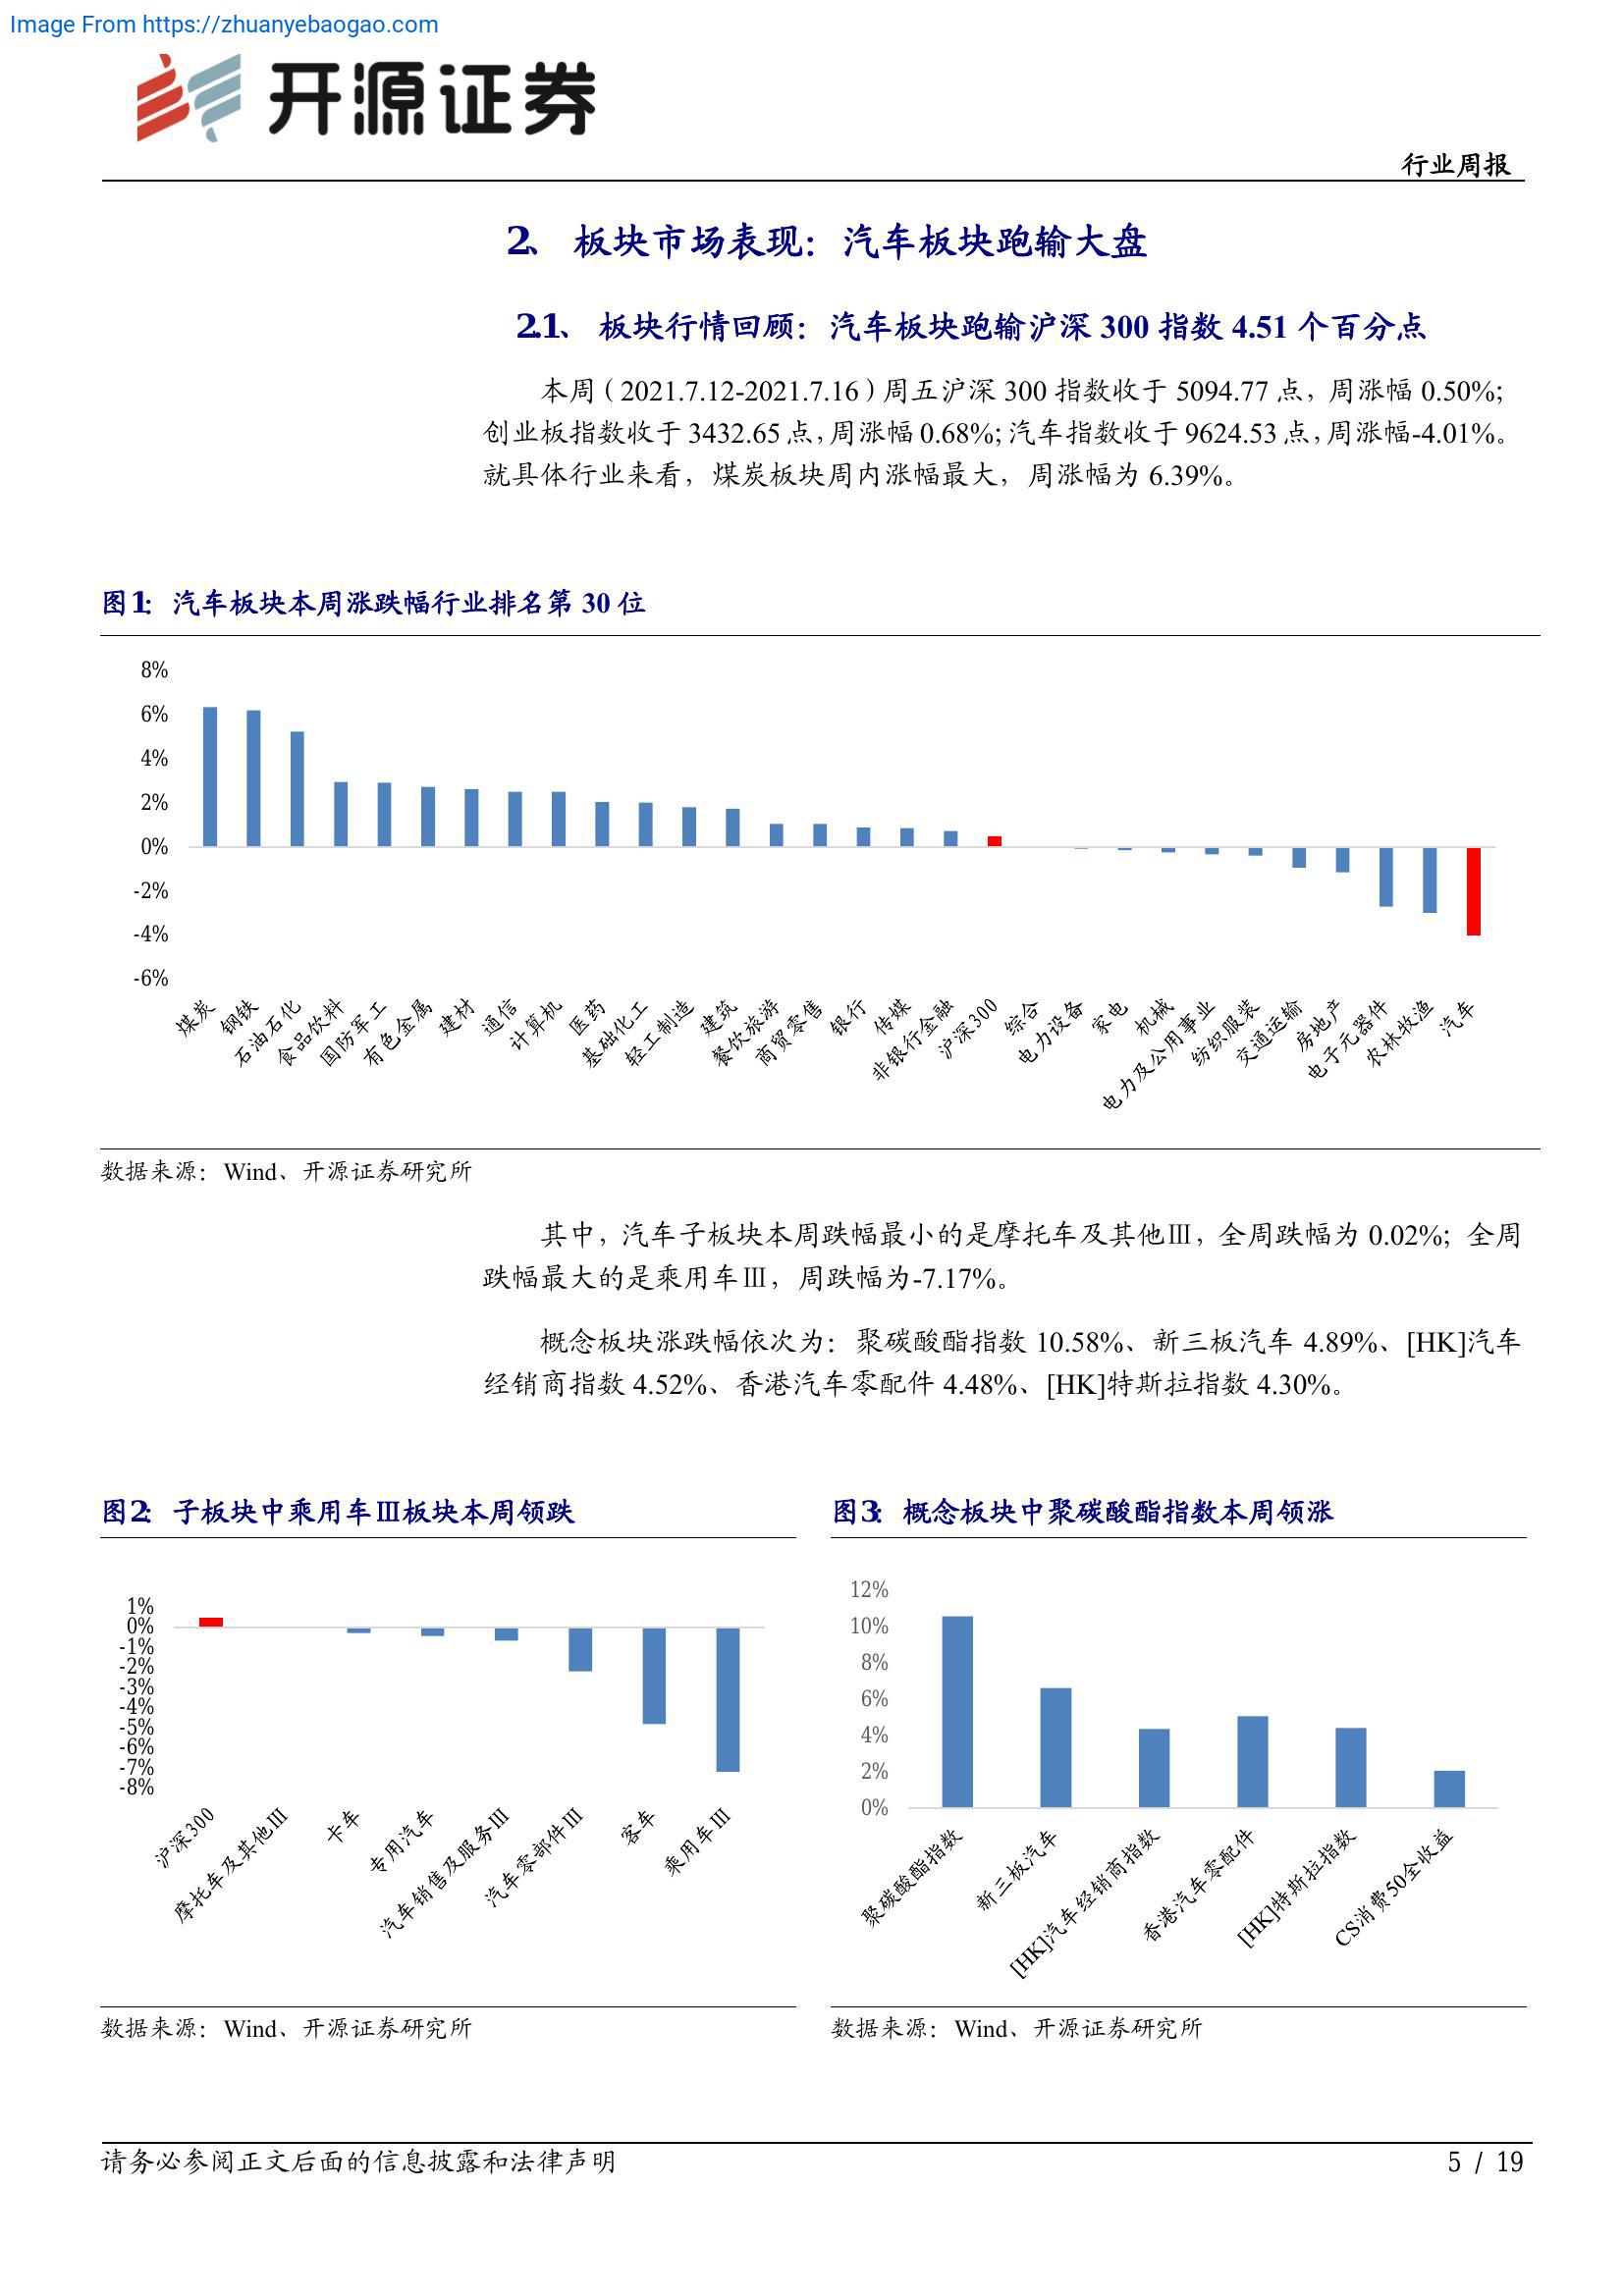 Image From https://zhuanyebaogao.com
开源证券
行业周报
2、 板块市场表现：汽车板块跑输大盘
2.1、 板块行情回顾：汽车板块跑输沪深 300 指数 4.51 个百分点
本周（2021.7.12-2021.7.16）周五沪深 300 指数收于 5094.77 点，周涨幅 0.50%；
创业板指数收于 3432.65 点，周涨幅 0.68%；汽车指数收于 9624.53 点，周涨幅-4.01%。
就具体行业来看，煤炭板块周内涨幅最大，周涨幅为 6.39%。
图1：汽车板块本周涨跌幅行业排名第 30 位
8%
6%
4%
2%
0%
-2%
-4%
-6%
煤炭
钢铁
石油石化
食品饮料
国防军工
有色金属
建材
通信
计算机
医药
基础化工
轻工制造
建筑
餐饮旅游
商贸零售
银行
传媒
非银行金融
沪深300
综合
电力设备
家电
机械
电力及公用事业
纺织服装
交通运输
房地产
电子元器件
农林牧渔
汽车
数据来源：Wind、开源证券研究所
其中，汽车子板块本周跌幅最小的是摩托车及其他Ⅲ，全周跌幅为 0.02%；全周
跌幅最大的是乘用车Ⅲ，周跌幅为-7.17%。
概念板块涨跌幅依次为：聚碳酸酯指数 10.58%、新三板汽车 4.89%、[HK]汽车
经销商指数 4.52%、香港汽车零配件 4.48%、[HK]特斯拉指数 4.30%。
图2：子板块中乘用车Ⅲ板块本周领跌
1%
0%
-1%
-2%
-3%
-4%
-5%
-6%
-7%
-8%
沪深300
摩托车及其他Ⅲ
卡车
专用汽车
汽车销售及服务Ⅲ
汽车零部件Ⅲ
客车
乘用车Ⅲ
数据来源：Wind、开源证券研究所
图3：概念板块中聚碳酸酯指数本周领涨
12%
10%
8%
6%
4%
2%
0%
聚碳酸酯指数
新三板汽车
[HK]汽车经销商指数
香港汽车零配件
[HK]特斯拉指数
CS消费50全收益
数据来源：Wind、开源证券研究所
请务必参阅正文后面的信息披露和法律声明
5 / 19